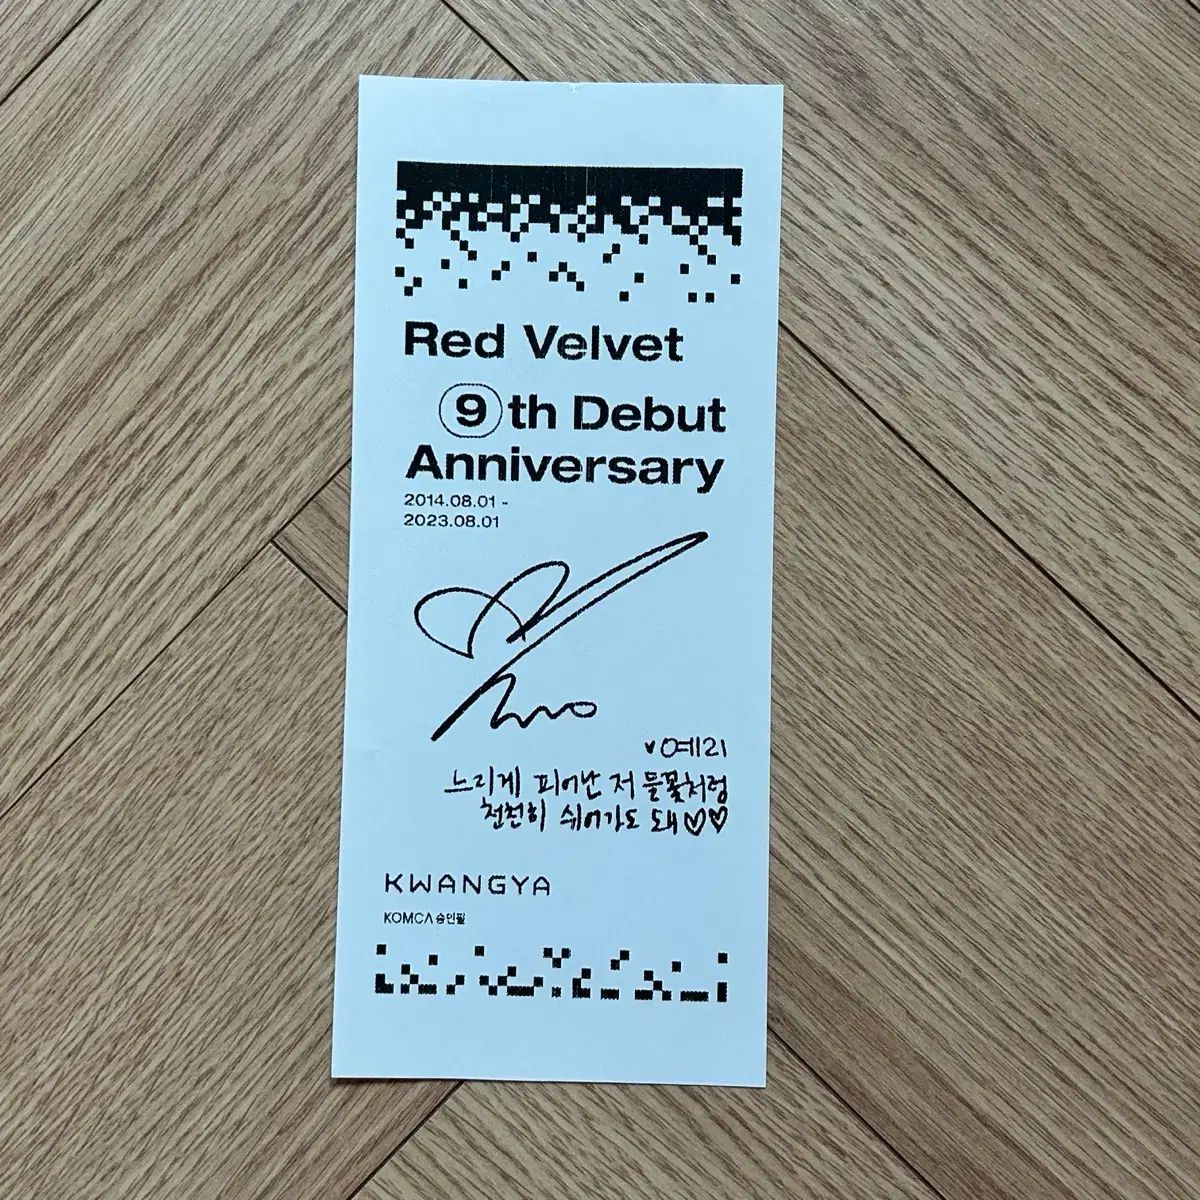 Red Velvet
9th Debut
Anniversary
2014.08.01 -
2023.08.01
♥예리
느리게 피어난 저 들꽃처럼
천천히 쉬어가도 돼♡♡
KWANGYA
KOMCA 승인필